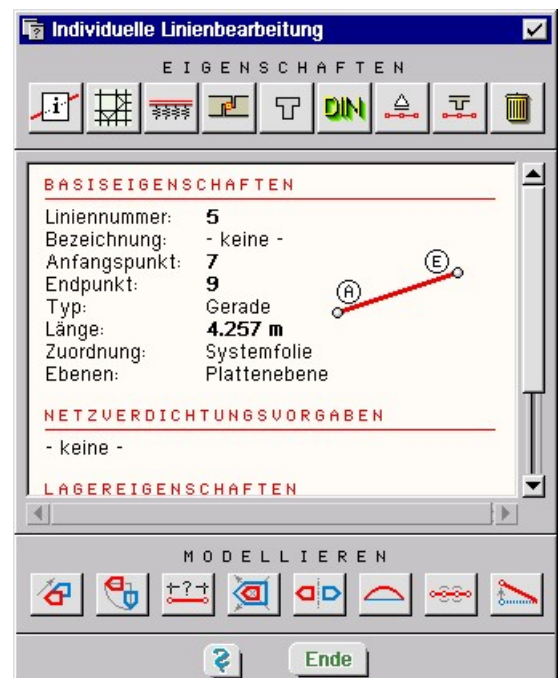 Individuelle Linienbearbeitung
EIGENSCHAFTEN
i DIN
BASISEIGENSCHAFTEN
Liniennummer: 5
Bezeichnung: - keine -
Anfangspunkt: 7
Endpunkt: 9
Typ: Gerade
Länge: 4.257 m
Zuordnung: Systemfolie
Ebenen: Plattenebene
A E
NETZVERDICHTUNGSVORGABEN
- keine -
LAGEREIGENSCHAFTEN
MODELLIEREN
?
? Ende